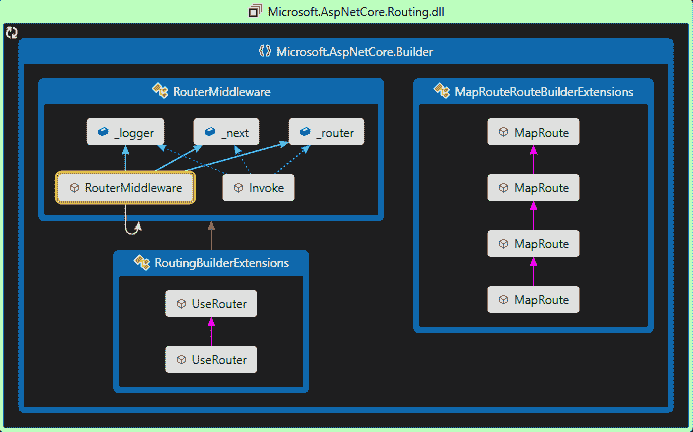 Microsoft.AspNetCore.Routing.dll
Microsoft.AspNetCore.Builder
RouterMiddleware
_logger
_next
_router
RouterMiddleware
Invoke
RoutingBuilderExtensions
UseRouter
UseRouter
MapRouteRouteBuilderExtensions
MapRoute
MapRoute
MapRoute
MapRoute